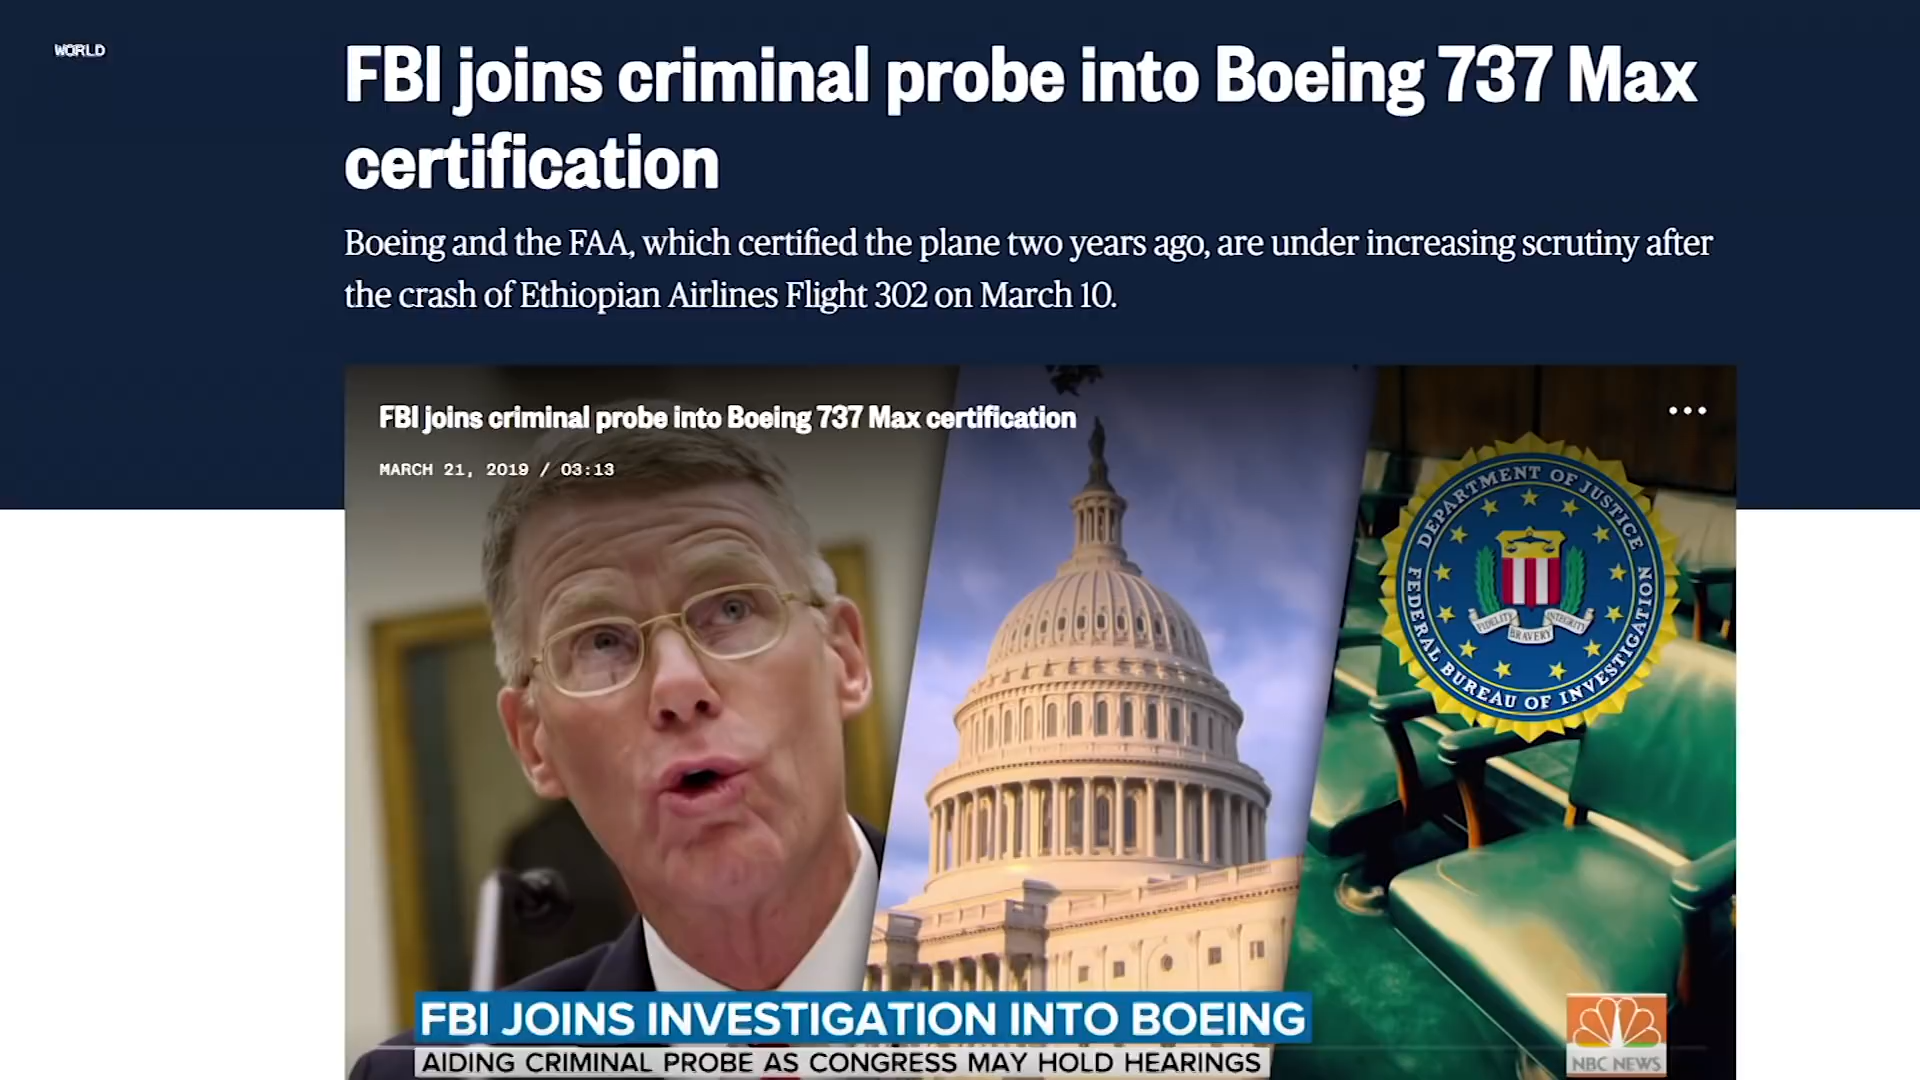 WORLD
FBI joins criminal probe into Boeing 737 Max
certification
Boeing and the FAA, which certified the plane two years ago, are under increasing scrutiny after
the crash of Ethiopian Airlines Flight 302 on March 10.
FBI joins criminal probe into Boeing 737 Max certification
MARCH 21, 2019 / 03:13
DEPARTMENT OF JUSTICE
FEDERAL BUREAU OF INVESTIGATION
FIDELITY
BRAVERY
INTEGRITY
FBI JOINS INVESTIGATION INTO BOEING
AIDING CRIMINAL PROBE AS CONGRESS MAY HOLD HEARINGS
NBC NEWS